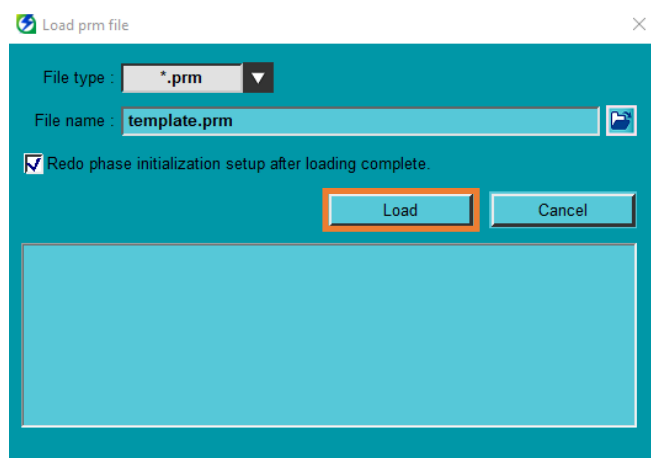 Load prm file
File type : *.prm
File name : template.prm
Redo phase initialization setup after loading complete.
Load Cancel